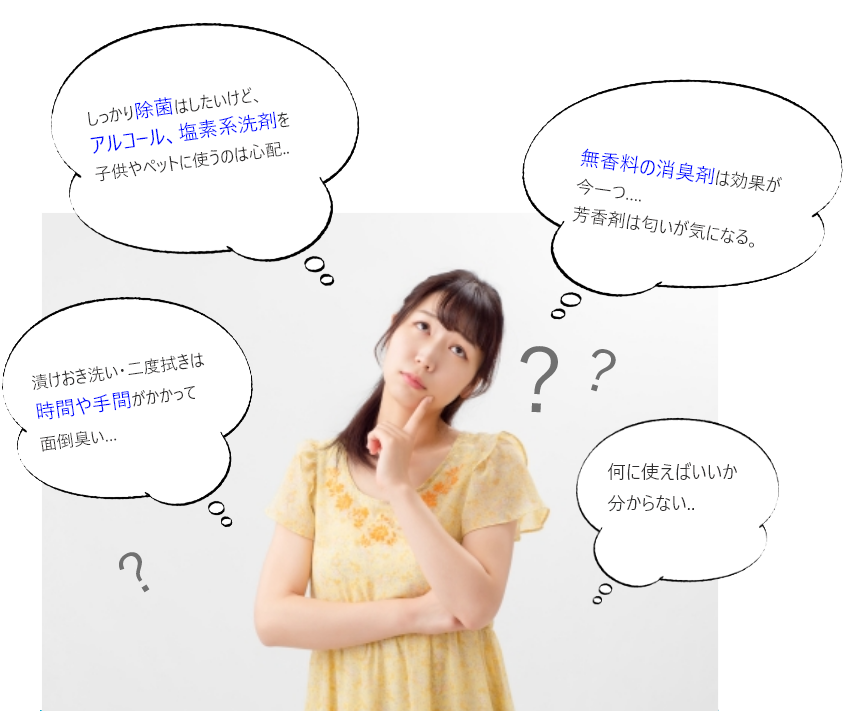 しっかり除菌はしたいけど、
アルコール、塩素系洗剤を
子供やペットに使うのは心配..
無香料の消臭剤は効果が
今一つ....
芳香剤は匂いが気になる。
漬けおき洗い・二度拭きは
時間や手間がかかって
面倒臭い...
? ?
何に使えばいいか
分からない..
?